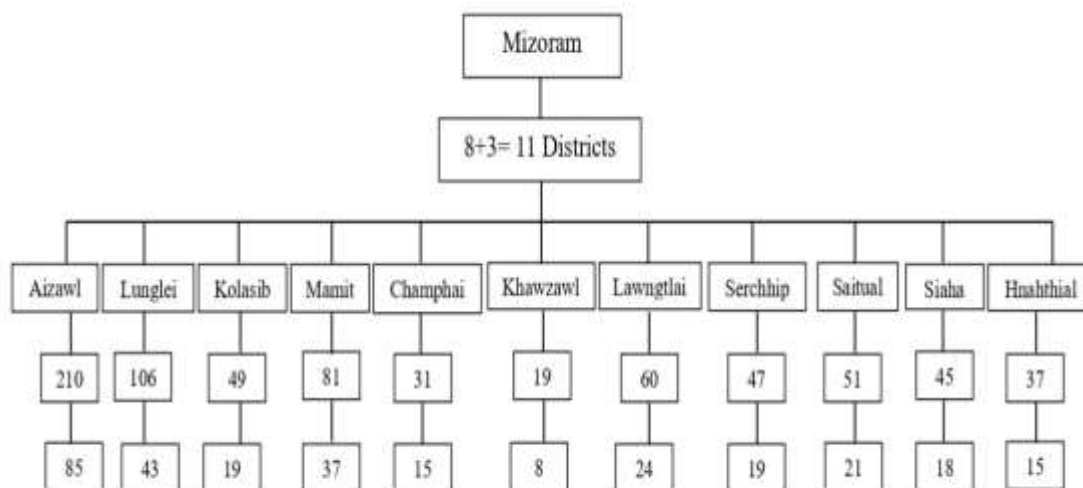 Mizoram
8+3= 11 Districts
Aizawl Lunglei Kolasib Mamit Champhai Khawzawl Lawngtlai Serchhip Saitual Siaha Hnahthial
210 106 49 81 31 19 60 47 51 45 37
85 43 19 37 15 8 24 19 21 18 15